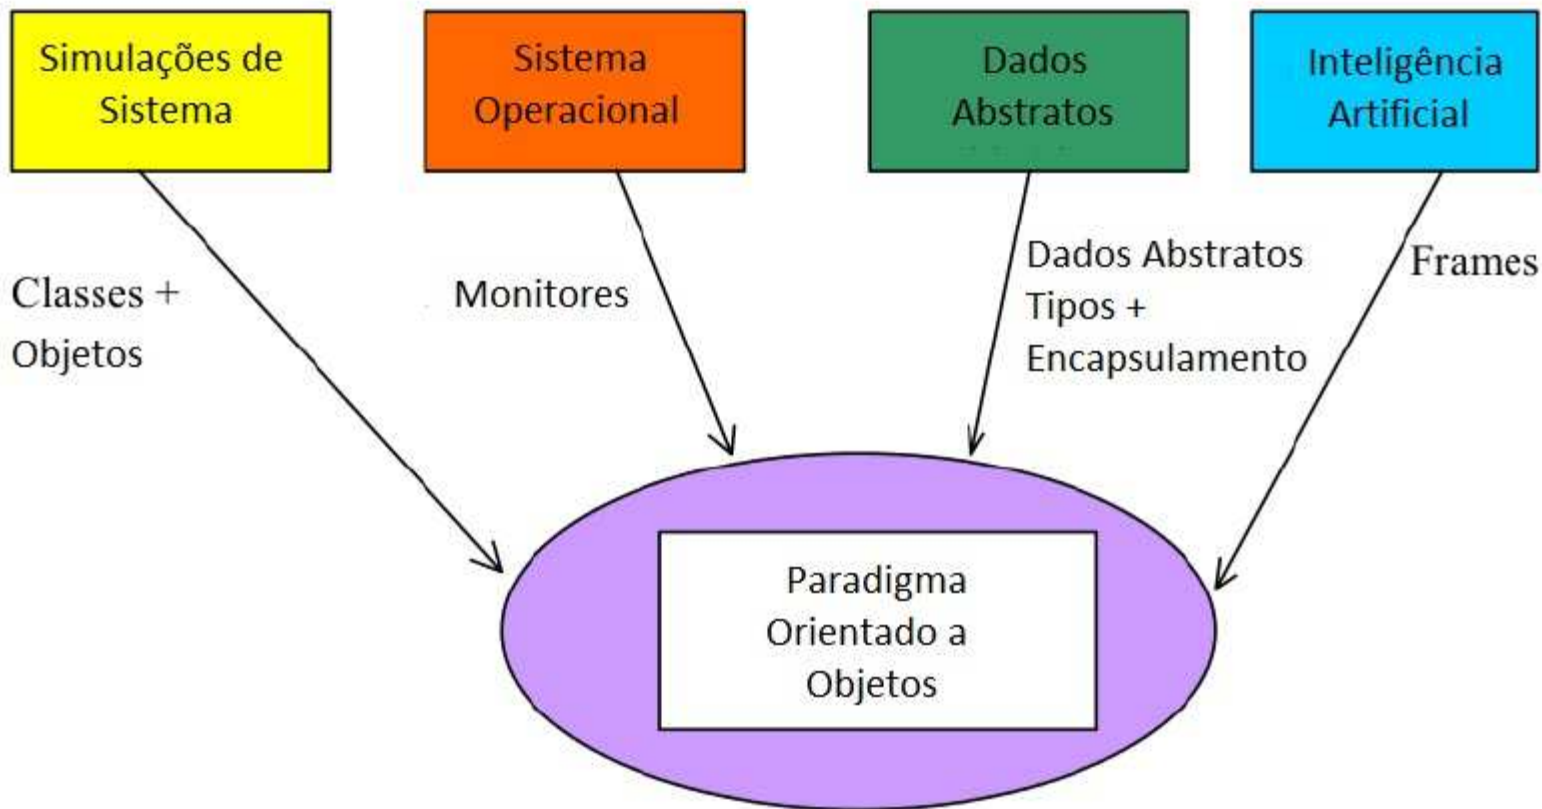 Simulações de
Sistema
Sistema
Operacional
Dados
Abstratos
Inteligência
Artificial
Classes +
Objetos
Monitores
Dados Abstratos
Tipos +
Encapsulamento
Frames
Paradigma
Orientado a
Objetos